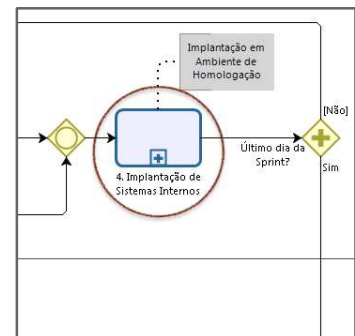 Implantação em
Ambiente de
Homologação
[Não]
Último dia da
Sprint?
Sim
4. Implantação de
Sistemas Internos